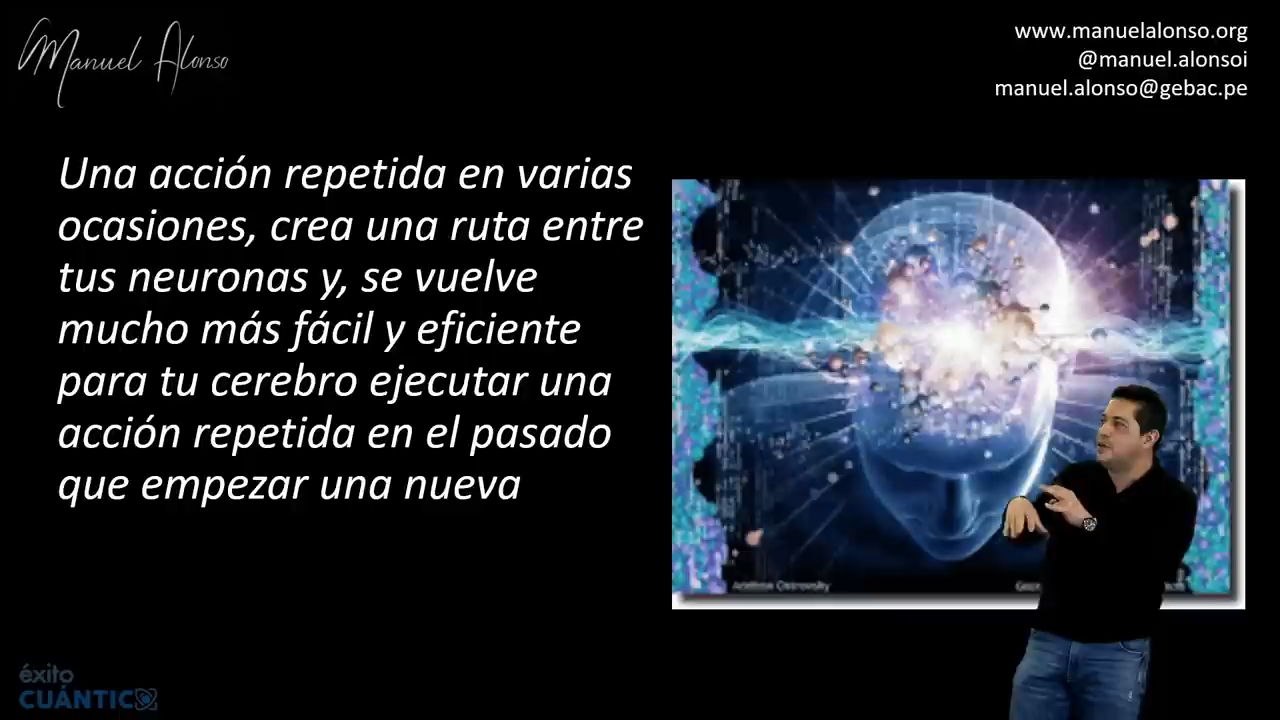 Manuel Alonso
www.manuelalonso.org
@manuel.alonsoi
manuel.alonso@gebac.pe
Una acción repetida en varias
ocasiones, crea una ruta entre
tus neuronas y, se vuelve
mucho más fácil y eficiente
para tu cerebro ejecutar una
acción repetida en el pasado
que empezar una nueva
éxito
CUÁNTICO